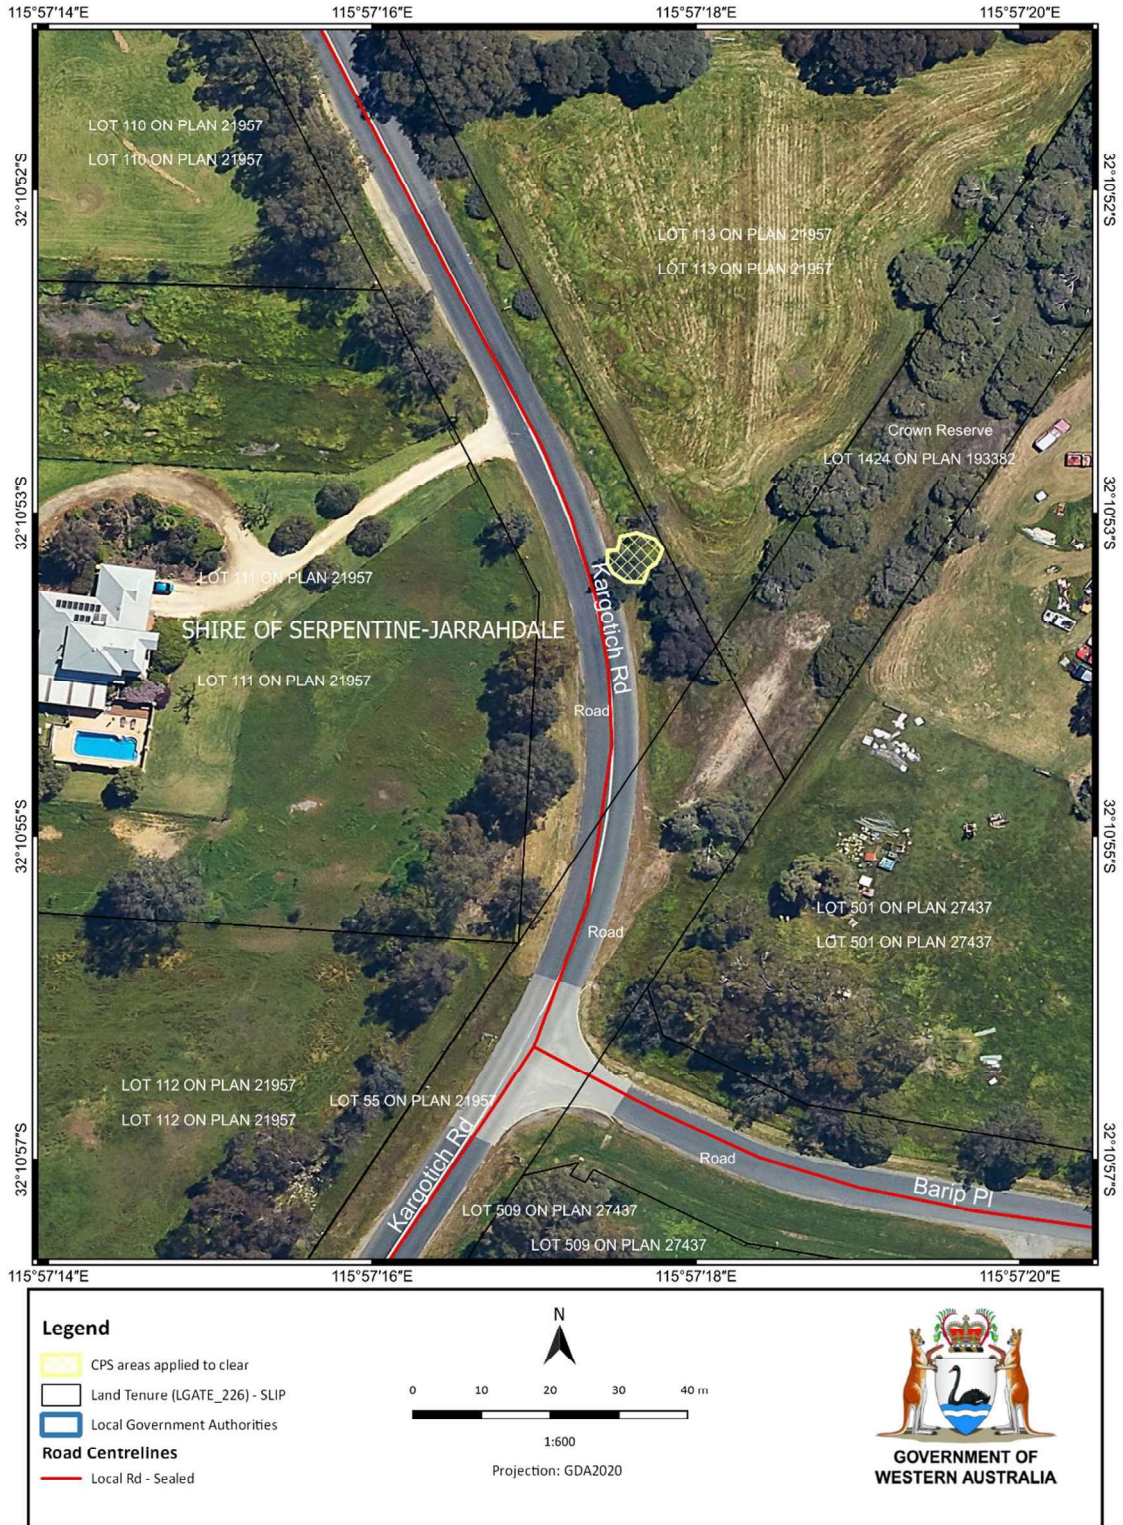 115°57'14"E
115°57'16"E
115°57'18"E
115°57'20"E
32°10'52"S
32°10'52"S
LOT 110 ON PLAN 21957
LOT 110 ON PLAN 21957
LOT 113 ON PLAN 21957
LOT 113 ON PLAN 21957
Crown Reserve
LOT 1424 ON PLAN 193382
32°10'53"S
32°10'53"S
LOT 111 ON PLAN 21957
Kargotich Rd
SHIRE OF SERPENTINE-JARRAHDALE
LOT 111 ON PLAN 21957
Road
32°10'55"S
32°10'55"S
LOT 501 ON PLAN 27437
Road
LOT 501 ON PLAN 27437
LOT 112 ON PLAN 21957
LOT 55 ON PLAN 21957
LOT 112 ON PLAN 21957
32°10'57"S
32°10'57"S
Kargotich Rd
Road
Barip Pl
LOT 509 ON PLAN 27437
LOT 509 ON PLAN 27437
115°57'14"E
115°57'16"E
115°57'18"E
115°57'20"E
Legend
CPS areas applied to clear
Land Tenure (LGATE_226) - SLIP
Local Government Authorities
Road Centrelines
Local Rd - Sealed
N
0 10 20 30 40 m
1:600
Projection: GDA2020
GOVERNMENT OF
WESTERN AUSTRALIA